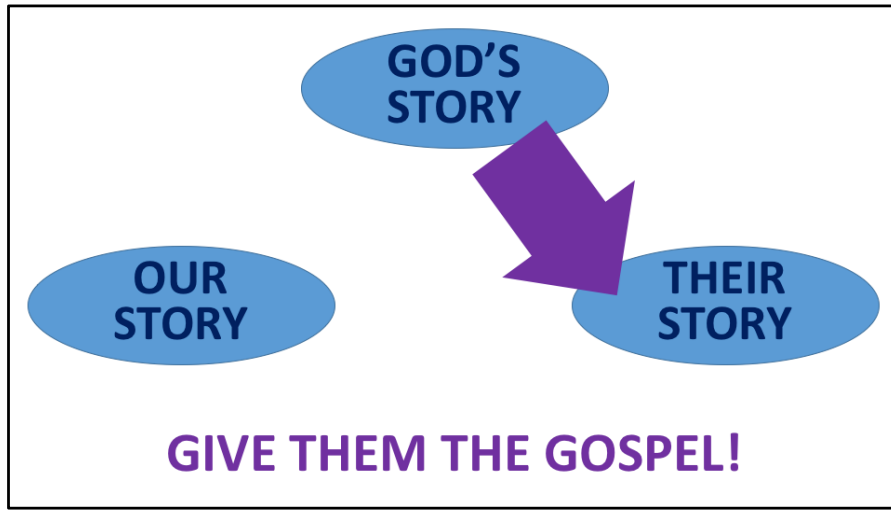 GOD’S
STORY
OUR
STORY
THEIR
STORY
GIVE THEM THE GOSPEL!